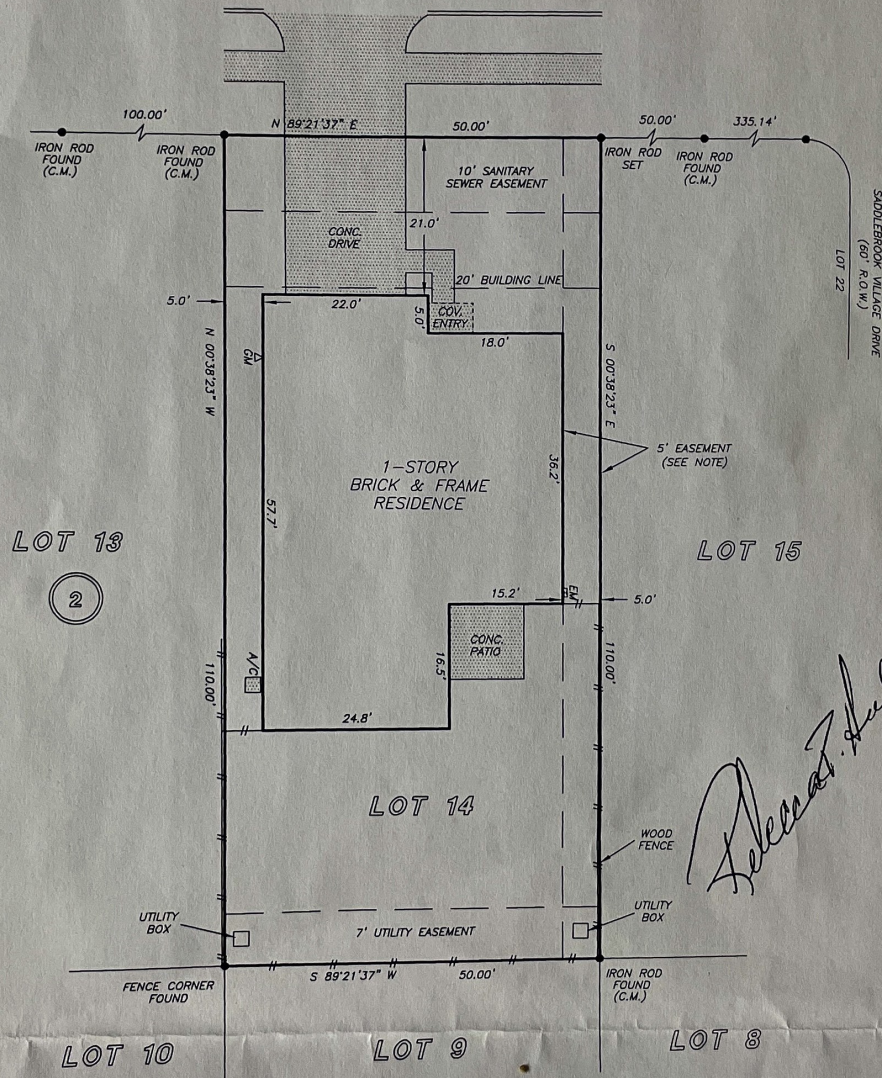 100.00'
N 89°21'37" E
50.00'
50.00'
335.14'
IRON ROD
FOUND
(C.M.)
IRON ROD
FOUND
(C.M.)
IRON ROD
SET
IRON ROD
FOUND
(C.M.)
SADDLEBROOK VILLAGE DRIVE
(60' R.O.W.)
LOT 22
10' SANITARY
SEWER EASEMENT
21.0'
CONC.
DRIVE
20' BUILDING LINE
5.0'
22.0'
5.0'
COV.
ENTRY
18.0'
GM
N 00°38'23" W
S 00°38'23" E
5' EASEMENT
(SEE NOTE)
1-STORY
BRICK & FRAME
RESIDENCE
36.2'
57.7'
LOT 13
2
LOT 15
15.2'
EM
5.0'
CONC.
PATIO
16.5'
A/C
110.00'
110.00'
24.8'
LOT 14
WOOD
FENCE
UTILITY
BOX
7' UTILITY EASEMENT
UTILITY
BOX
S 89°21'37" W
50.00'
FENCE CORNER
FOUND
IRON ROD
FOUND
(C.M.)
LOT 10
LOT 9
LOT 8